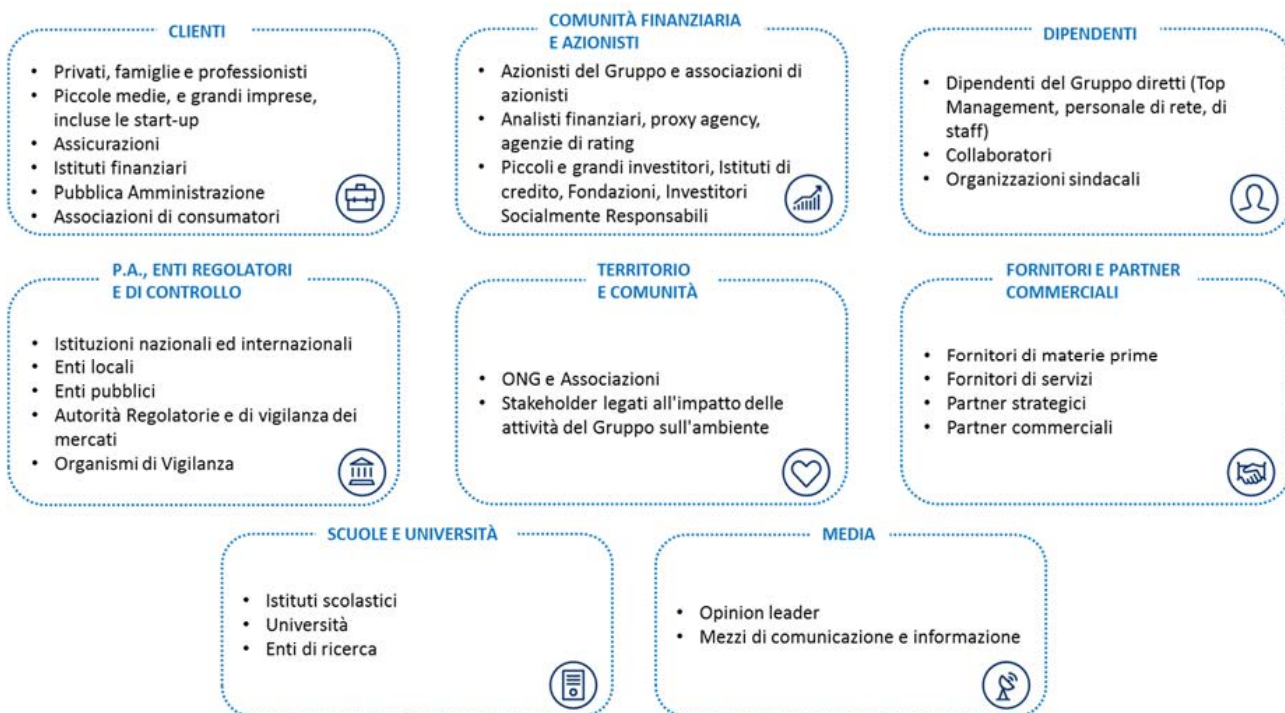 CLIENTI
• Privati, famiglie e professionisti
• Piccole medie, e grandi imprese,
incluse le start-up
• Assicurazioni
• Istituti finanziari
• Pubblica Amministrazione
• Associazioni di consumatori
COMUNITÀ FINANZIARIA
E AZIONISTI
• Azionisti del Gruppo e associazioni di
azionisti
• Analisti finanziari, proxy agency,
agenzie di rating
• Piccoli e grandi investitori, Istituti di
credito, Fondazioni, Investitori
Socialmente Responsabili
DIPENDENTI
• Dipendenti del Gruppo diretti (Top
Management, personale di rete, di
staff)
• Collaboratori
• Organizzazioni sindacali
P.A., ENTI REGOLATORI
E DI CONTROLLO
• Istituzioni nazionali ed internazionali
• Enti locali
• Enti pubblici
• Autorità Regolatorie e di vigilanza dei
mercati
• Organismi di Vigilanza
TERRITORIO
E COMUNITÀ
• ONG e Associazioni
• Stakeholder legati all'impatto delle
attività del Gruppo sull'ambiente
FORNITORI E PARTNER
COMMERCIALI
• Fornitori di materie prime
• Fornitori di servizi
• Partner strategici
• Partner commerciali
SCUOLE E UNIVERSITÀ
• Istituti scolastici
• Università
• Enti di ricerca
MEDIA
• Opinion leader
• Mezzi di comunicazione e informazione